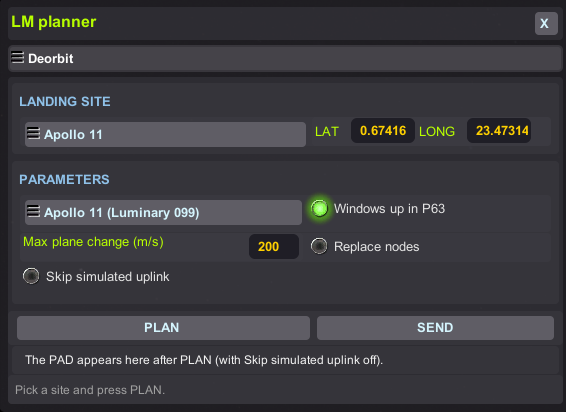 LM planner X
Deorbit
LANDING SITE
Apollo 11 LAT 0.67416 LONG 23.47314
PARAMETERS
Apollo 11 (Luminary 099) Windows up in P63
Max plane change (m/s) 200 Replace nodes
Skip simulated uplink
PLAN SEND
The PAD appears here after PLAN (with Skip simulated uplink off).
Pick a site and press PLAN.